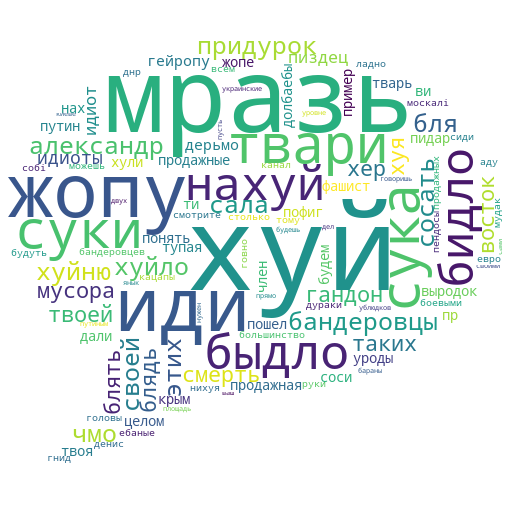 придурок
гейропу жопе пиздец
всем ладно
днр мразь долбаебы пример тварь ви
украинские
москалі
нах идиот пусть уровне
путин александр твари бля
идиоты дерьмо хули продажные хер хуя пидар сиди
собі можешь канал говоришь аду
жопу нахуй фашист сука сосать бидло продажных
двух смотрите сала столько пофиг восток мудак
суки хуй пендосы
будуть понять говно тому будешь дел
бандеровцев тупая член будем евро
хуйню хуйло кацапы
мусора иди прямо гандон выродок
дураки ублюдков боевыми
твоей пошел бандеровцы пр
дали большинство таких
блять своей блядь этих быдло уроды
смерть нихуя продажная соси бараны
крым руки
чмо целом нужен
головы площадь
ебаные
твоя денис
гнид